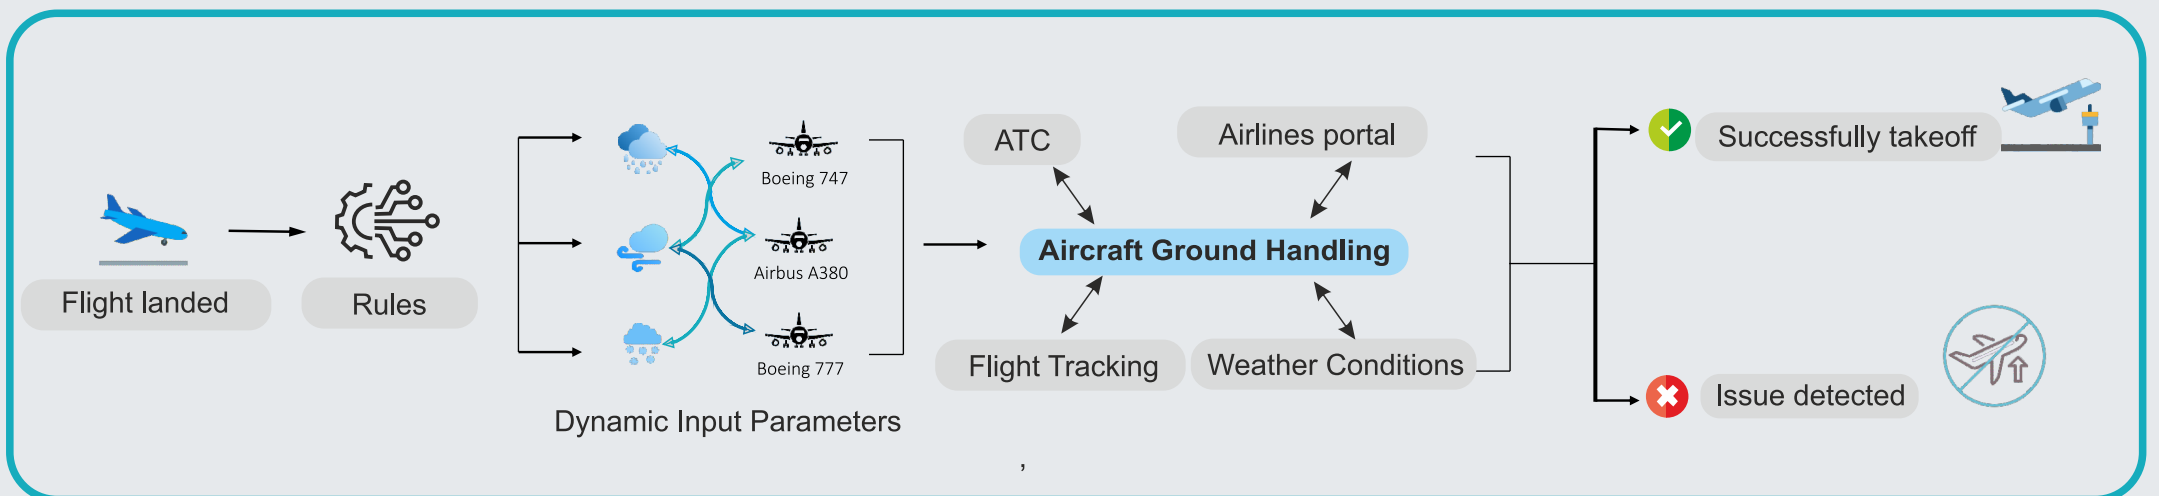 Flight landed
Rules
Boeing 747
Airbus A380
Boeing 777
Dynamic Input Parameters
ATC
Airlines portal
Aircraft Ground Handling
Flight Tracking
Weather Conditions
,
Successfully takeoff
Issue detected